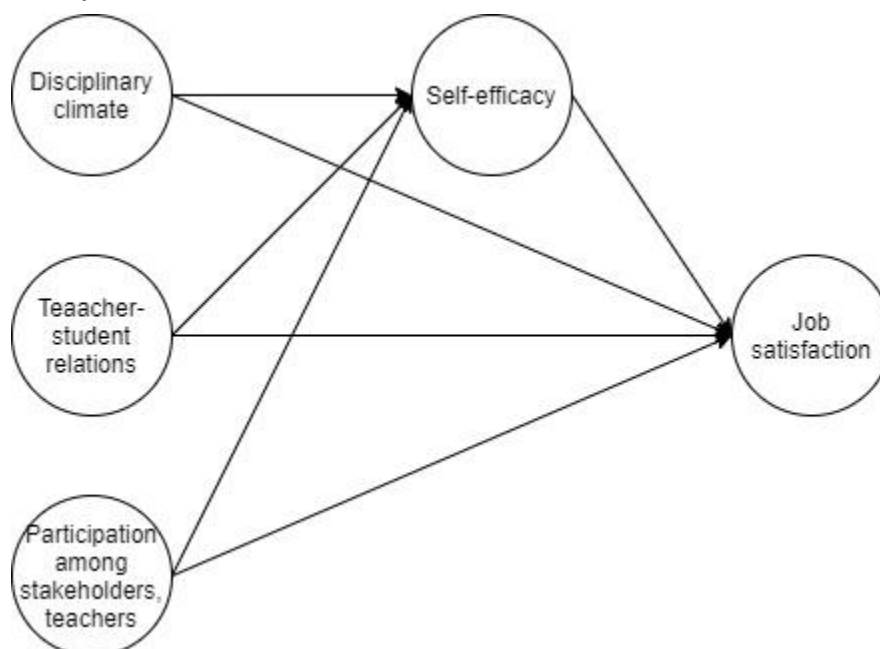 Disciplinary
climate
Self-efficacy
Teaacher-
student
relations
Job
satisfaction
Participation
among
stakeholders,
teachers